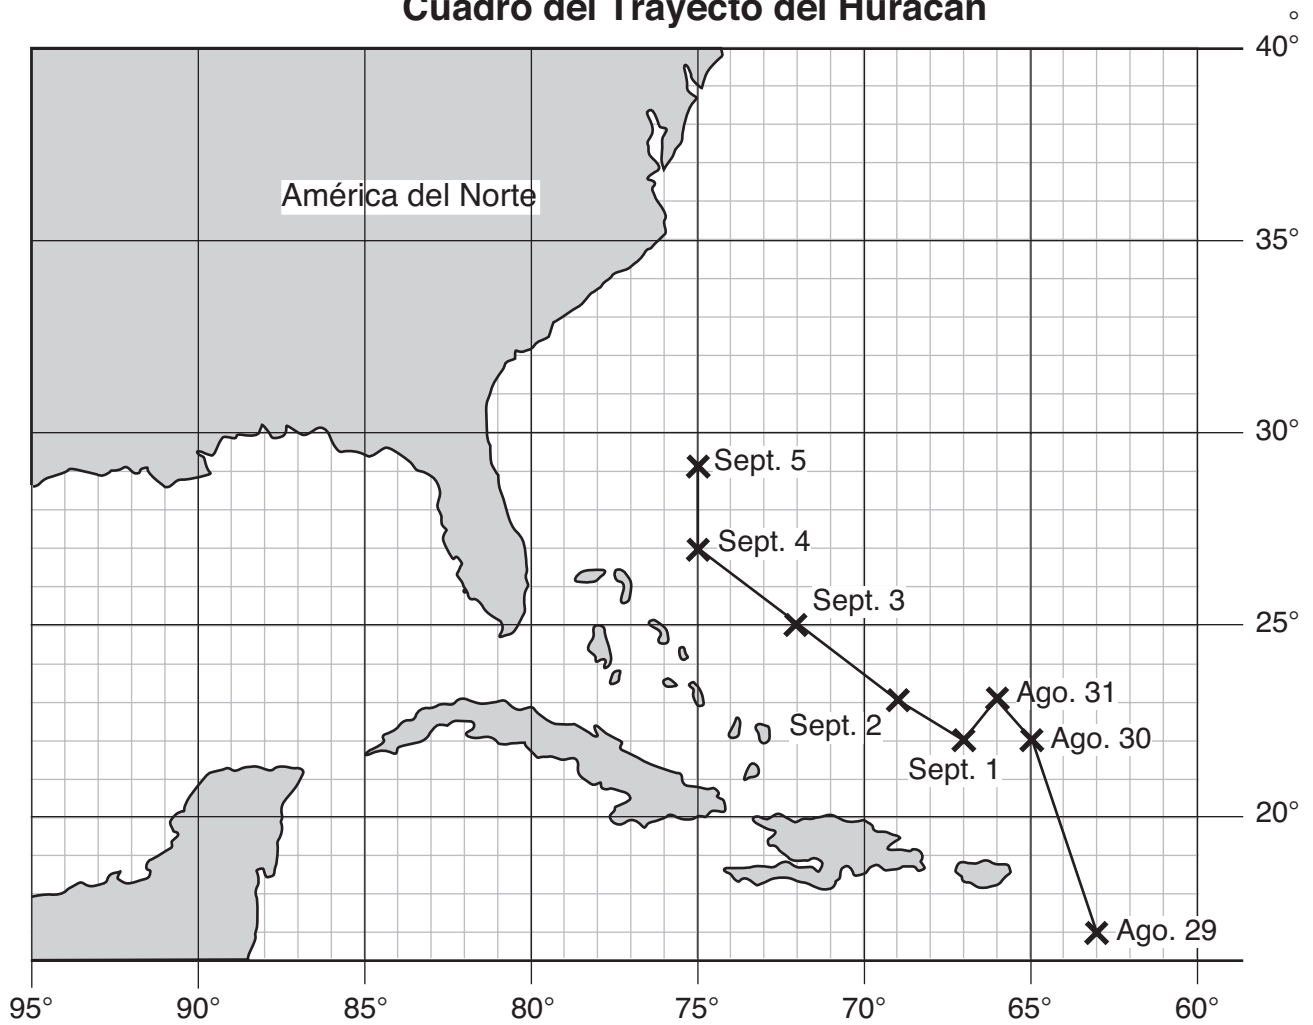 Cuadro del Trayecto del Huracán
°
40°
América del Norte
35°
30°
Sept. 5
Sept. 4
Sept. 3
25°
Ago. 31
Sept. 2
Ago. 30
Sept. 1
20°
Ago. 29
95° 90° 85° 80° 75° 70° 65° 60°